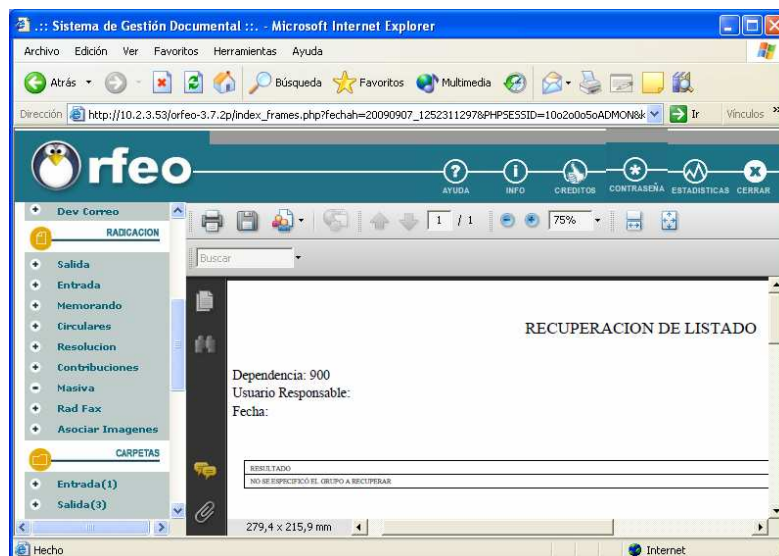 .:: Sistema de Gestión Documental ::. - Microsoft Internet Explorer
Archivo Edición Ver Favoritos Herramientas Ayuda
Atrás Búsqueda Favoritos Multimedia
Dirección http://10.2.3.53/orfeo-3.7.2p/index_frames.php?fechah=20090907_1252311297&PHPSESSID=10o2o0o5oADMON&k Ir Vínculos »
Orfeo
AYUDA INFO CREDITOS CONTRASEÑA ESTADISTICAS CERRAR
Dev Correo
RADICACION
Salida
Entrada
Memorando
Circulares
Resolucion
Contribuciones
Masiva
Rad Fax
Asociar Imagenes
CARPETAS
Entrada(1)
Salida(3)
1 / 1 75%
Buscar
RECUPERACION DE LISTADO
Dependencia: 900
Usuario Responsable:
Fecha:
RESULTADO
NO SE ESPECIFICÓ EL GRUPO A RECUPERAR
279,4 x 215,9 mm
Hecho Internet